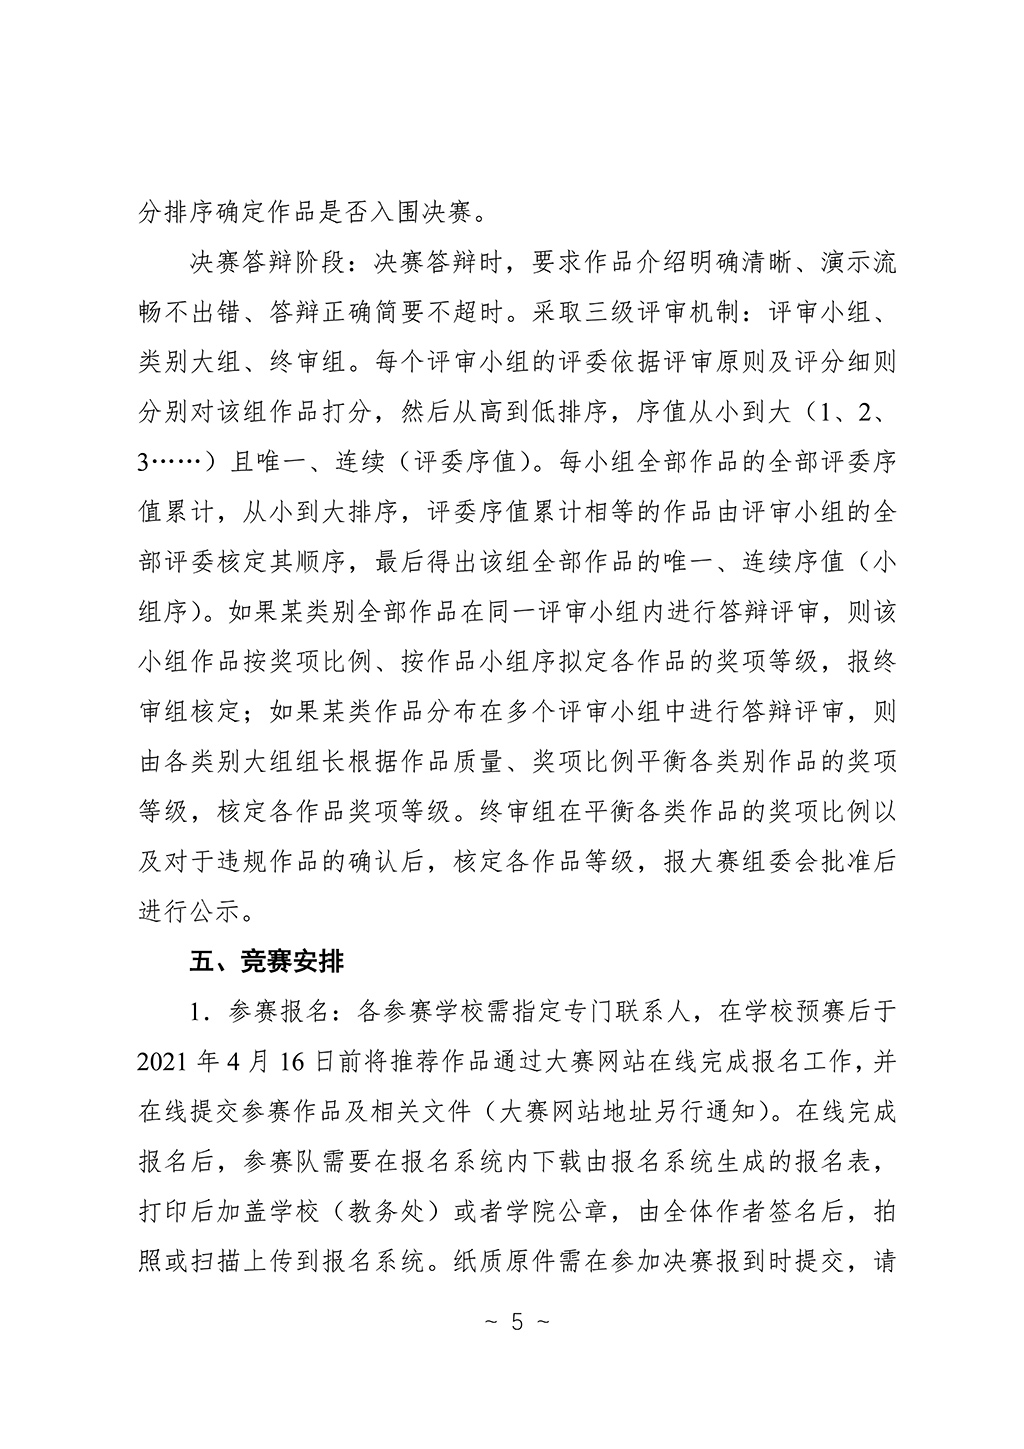 分排序确定作品是否入围决赛。
决赛答辩阶段：决赛答辩时，要求作品介绍明确清晰、演示流
畅不出错、答辩正确简要不超时。采取三级评审机制：评审小组、
类别大组、终审组。每个评审小组的评委依据评审原则及评分细则
分别对该组作品打分，然后从高到低排序，序值从小到大（1、2、
3……）且唯一、连续（评委序值）。每小组全部作品的全部评委序
值累计，从小到大排序，评委序值累计相等的作品由评审小组的全
部评委核定其顺序，最后得出该组全部作品的唯一、连续序值（小
组序）。如果某类别全部作品在同一评审小组内进行答辩评审，则该
小组作品按奖项比例、按作品小组序拟定各作品的奖项等级，报终
审组核定；如果某类作品分布在多个评审小组中进行答辩评审，则
由各类别大组组长根据作品质量、奖项比例平衡各类别作品的奖项
等级，核定各作品奖项等级。终审组在平衡各类作品的奖项比例以
及对于违规作品的确认后，核定各作品等级，报大赛组委会批准后
进行公示。
五、竞赛安排
1．参赛报名：各参赛学校需指定专门联系人，在学校预赛后于
2021 年 4 月 16 日前将推荐作品通过大赛网站在线完成报名工作，并
在线提交参赛作品及相关文件（大赛网站地址另行通知）。在线完成
报名后，参赛队需要在报名系统内下载由报名系统生成的报名表，
打印后加盖学校（教务处）或者学院公章，由全体作者签名后，拍
照或扫描上传到报名系统。纸质原件需在参加决赛报到时提交，请
~ 5 ~